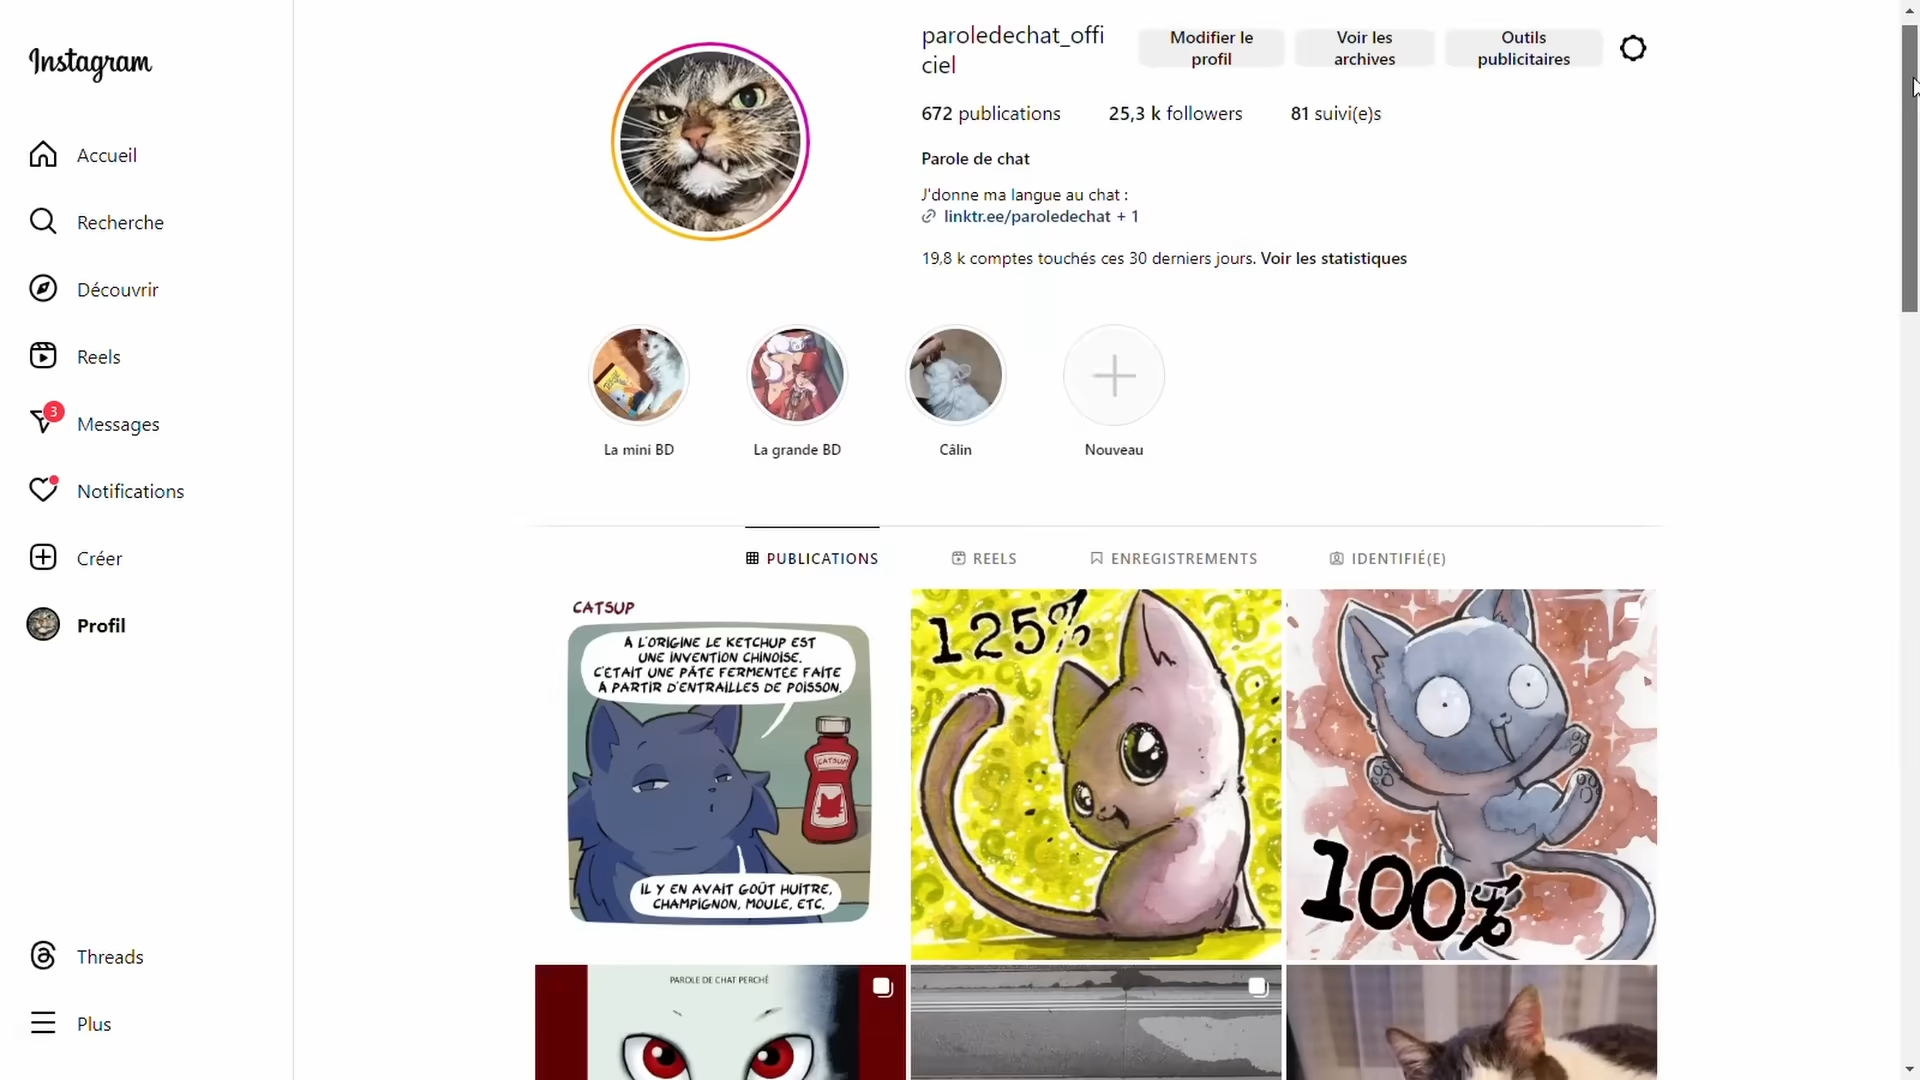 Instagram
Accueil
Recherche
Découvrir
Reels
3
Messages
Notifications
Créer
Profil
Threads
Plus
paroledechat_offi
ciel
Modifier le
profil
Voir les
archives
Outils
publicitaires
672 publications
25,3 k followers
81 suivi(e)s
Parole de chat
J'donne ma langue au chat :
linktr.ee/paroledechat + 1
19,8 k comptes touchés ces 30 derniers jours. Voir les statistiques
La mini BD
La grande BD
Câlin
Nouveau
PUBLICATIONS
REELS
ENREGISTREMENTS
IDENTIFIÉ(E)
CATSUP
À L'ORIGINE LE KETCHUP EST
UNE INVENTION CHINOISE.
C'ÉTAIT UNE PÂTE FERMENTÉE FAITE
À PARTIR D'ENTRAILLES DE POISSON.
CATSUP
IL Y EN AVAIT GOÛT HUITRE,
CHAMPIGNON, MOULE, ETC.
125%
100%
PAROLE DE CHAT PERCHÉ